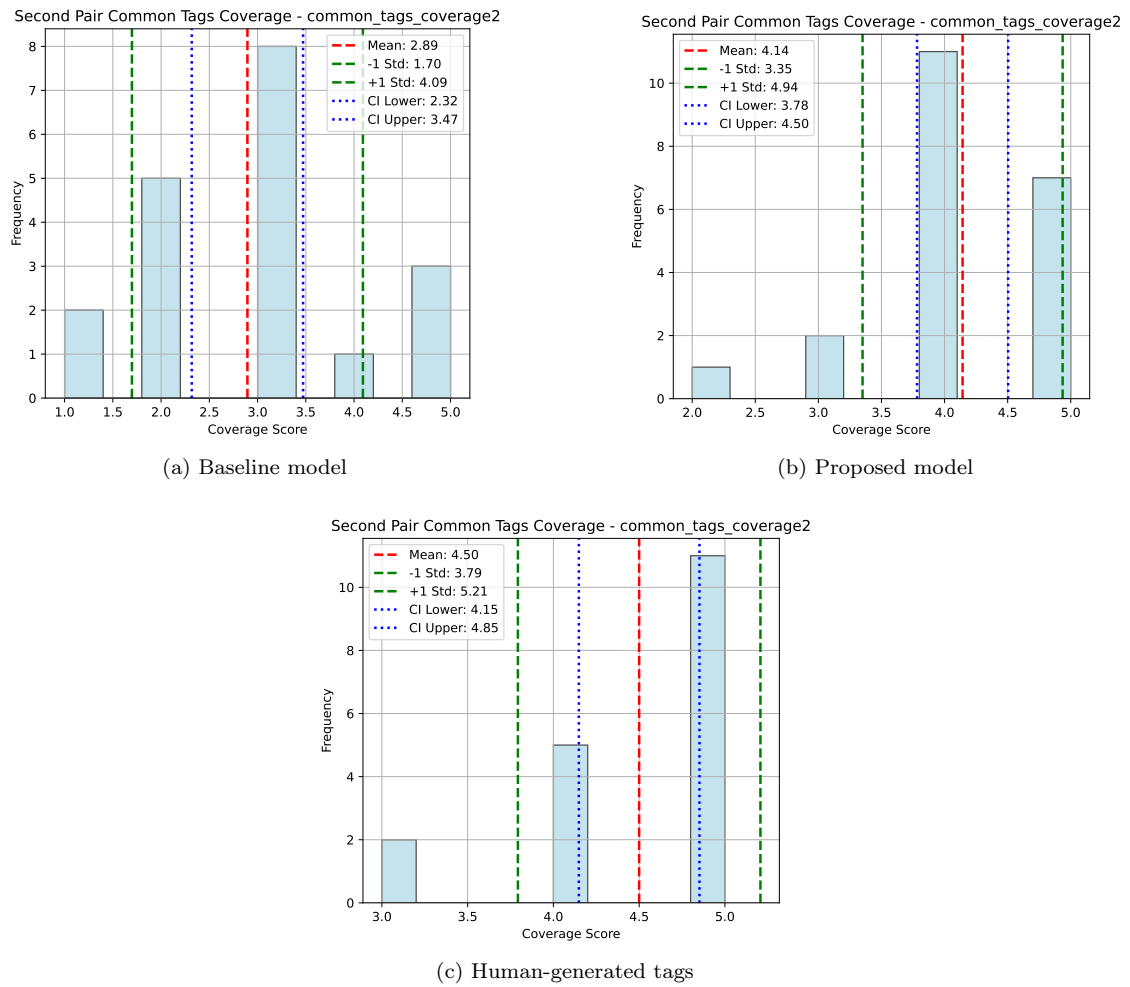 Second Pair Common Tags Coverage - common_tags_coverage2
Mean: 2.89
-1 Std: 1.70
+1 Std: 4.09
CI Lower: 2.32
CI Upper: 3.47
8
7
6
5
4
3
2
1
0
Frequency
1.0 1.5 2.0 2.5 3.0 3.5 4.0 4.5 5.0
Coverage Score
(a) Baseline model
Second Pair Common Tags Coverage - common_tags_coverage2
Mean: 4.14
-1 Std: 3.35
+1 Std: 4.94
CI Lower: 3.78
CI Upper: 4.50
10
8
6
4
2
0
Frequency
2.0 2.5 3.0 3.5 4.0 4.5 5.0
Coverage Score
(b) Proposed model
Second Pair Common Tags Coverage - common_tags_coverage2
Mean: 4.50
-1 Std: 3.79
+1 Std: 5.21
CI Lower: 4.15
CI Upper: 4.85
10
8
6
4
2
0
Frequency
3.0 3.5 4.0 4.5 5.0
Coverage Score
(c) Human-generated tags